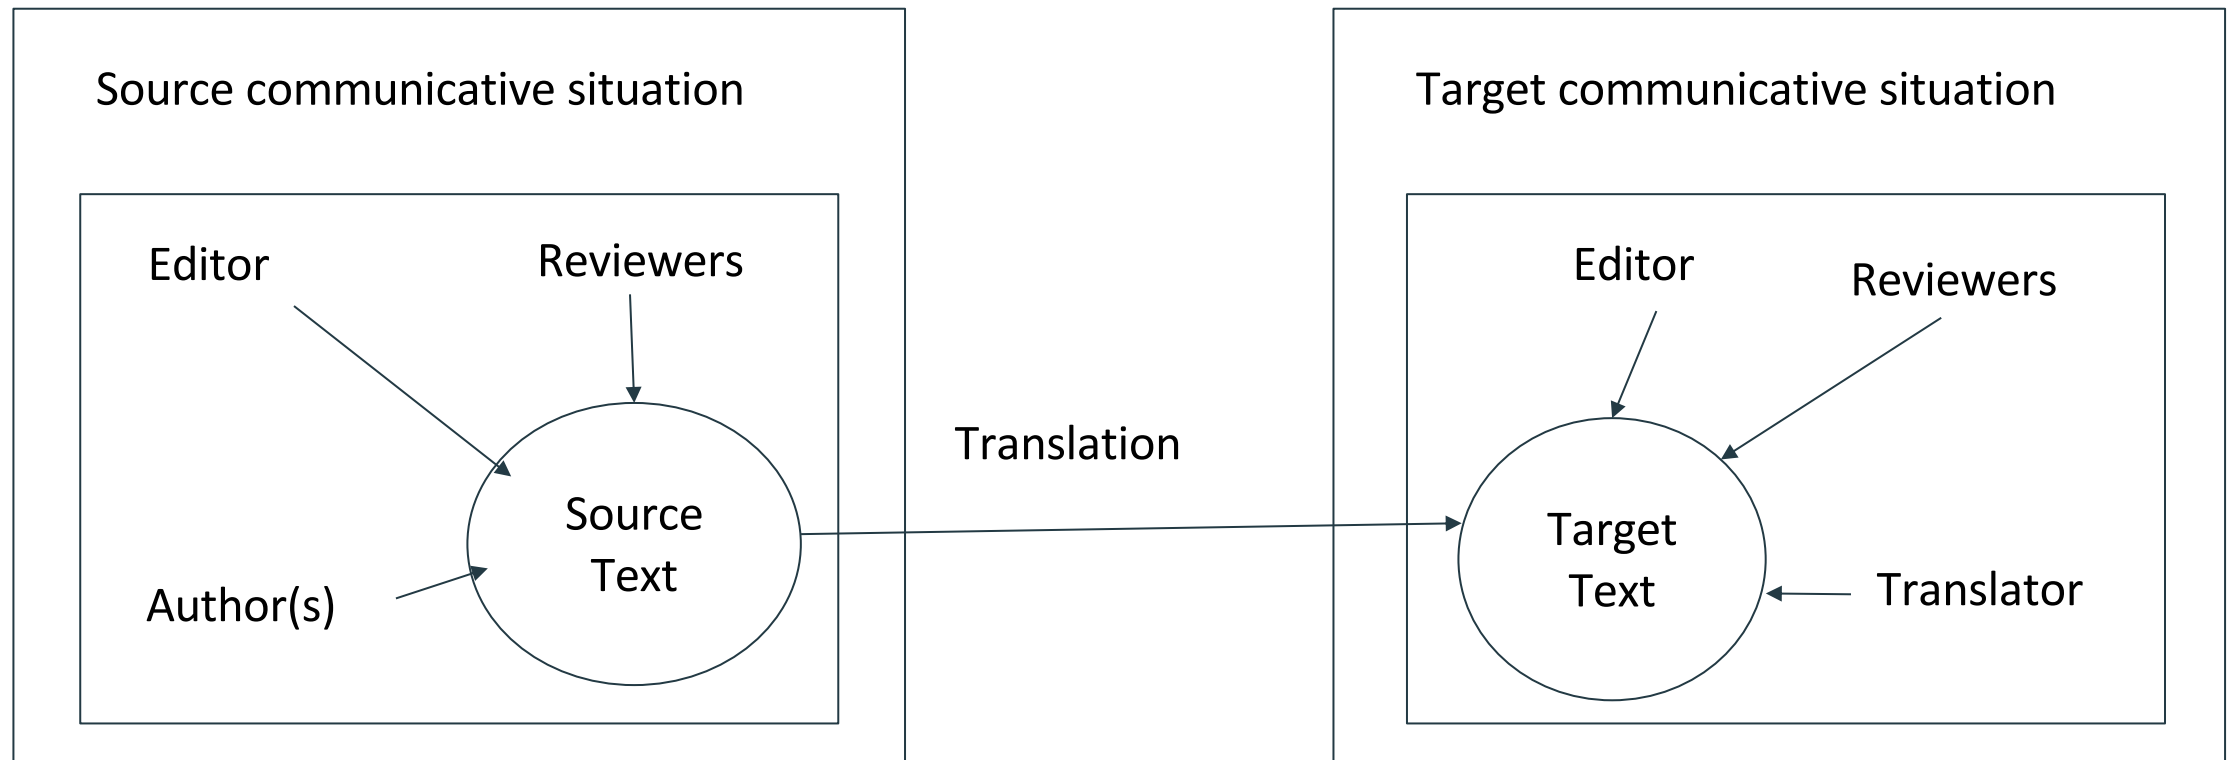 Source communicative situation
Editor
Reviewers
Author(s)
Source
Text
Translation
Target communicative situation
Editor
Reviewers
Target
Text
Translator